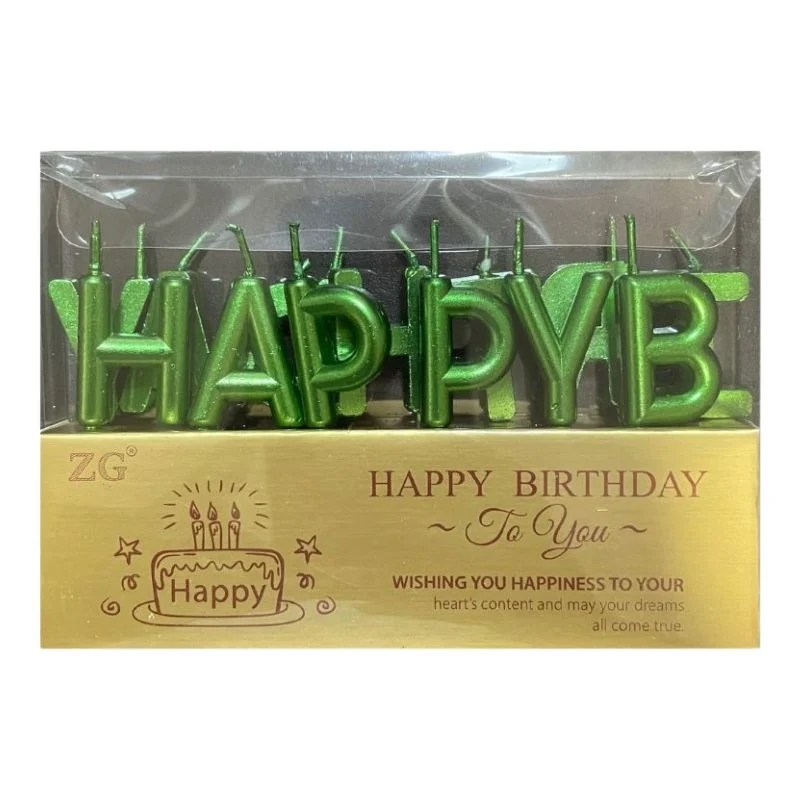 HAPPYB
ZG®
Happy
HAPPY BIRTHDAY
~ To You ~
WISHING YOU HAPPINESS TO YOUR
heart's content and may your dreams
all come true.